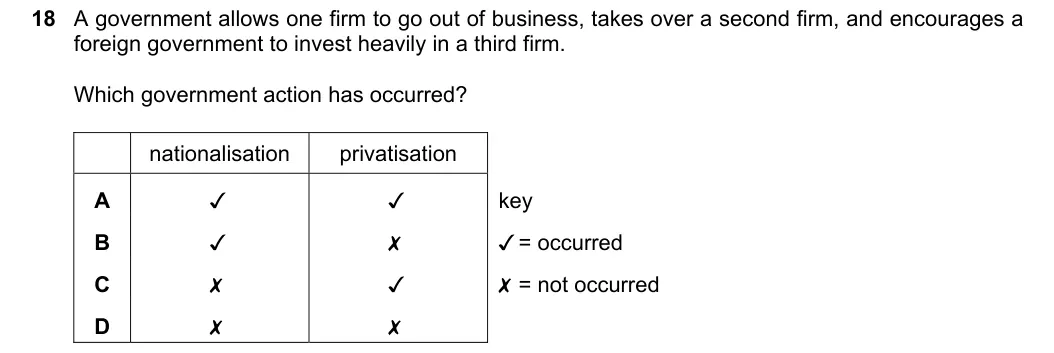 18 A government allows one firm to go out of business, takes over a second firm, and encourages a
foreign government to invest heavily in a third firm.
Which government action has occurred?
nationalisation privatisation
A ✓ ✓ key
B ✓ ✗ ✓ = occurred
C ✗ ✓ ✗ = not occurred
D ✗ ✗